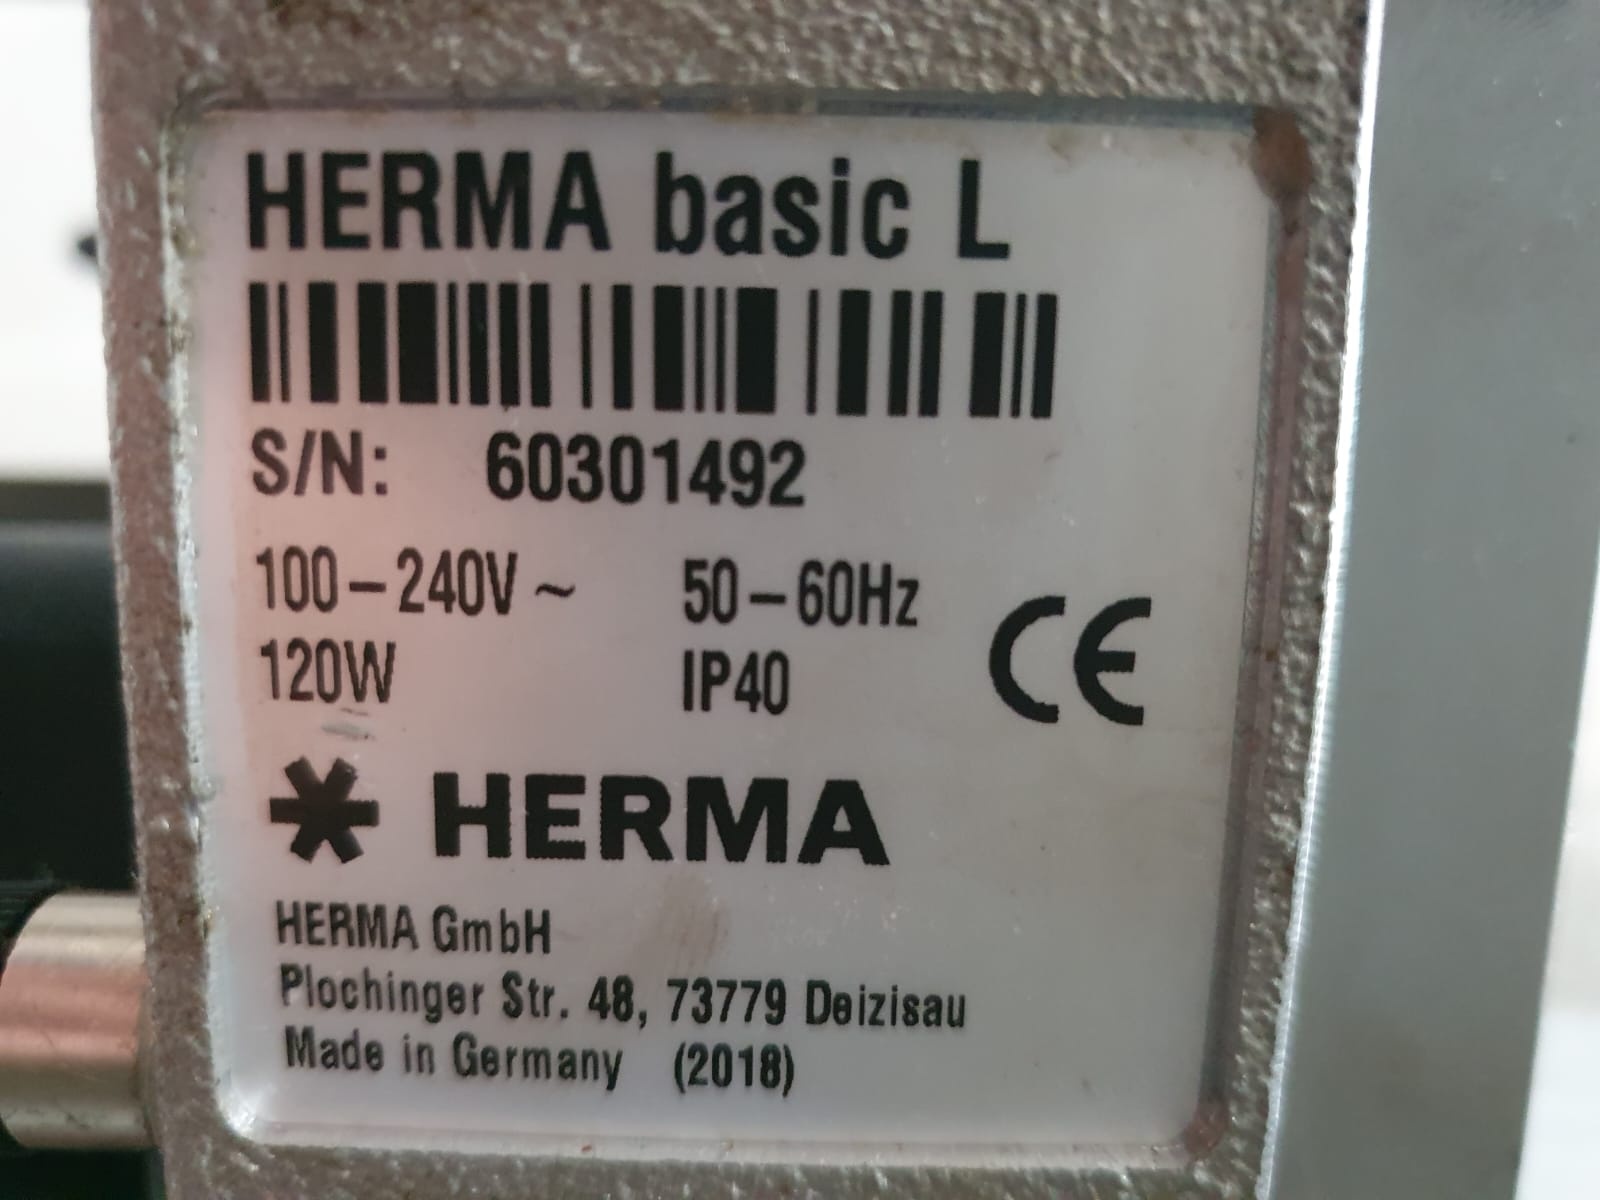 HERMA basic L
S/N: 60301492
100-240V~ 50-60Hz
120W IP40
CE
HERMA
HERMA GmbH
Plochinger Str. 48, 73779 Deizisau
Made in Germany (2018)